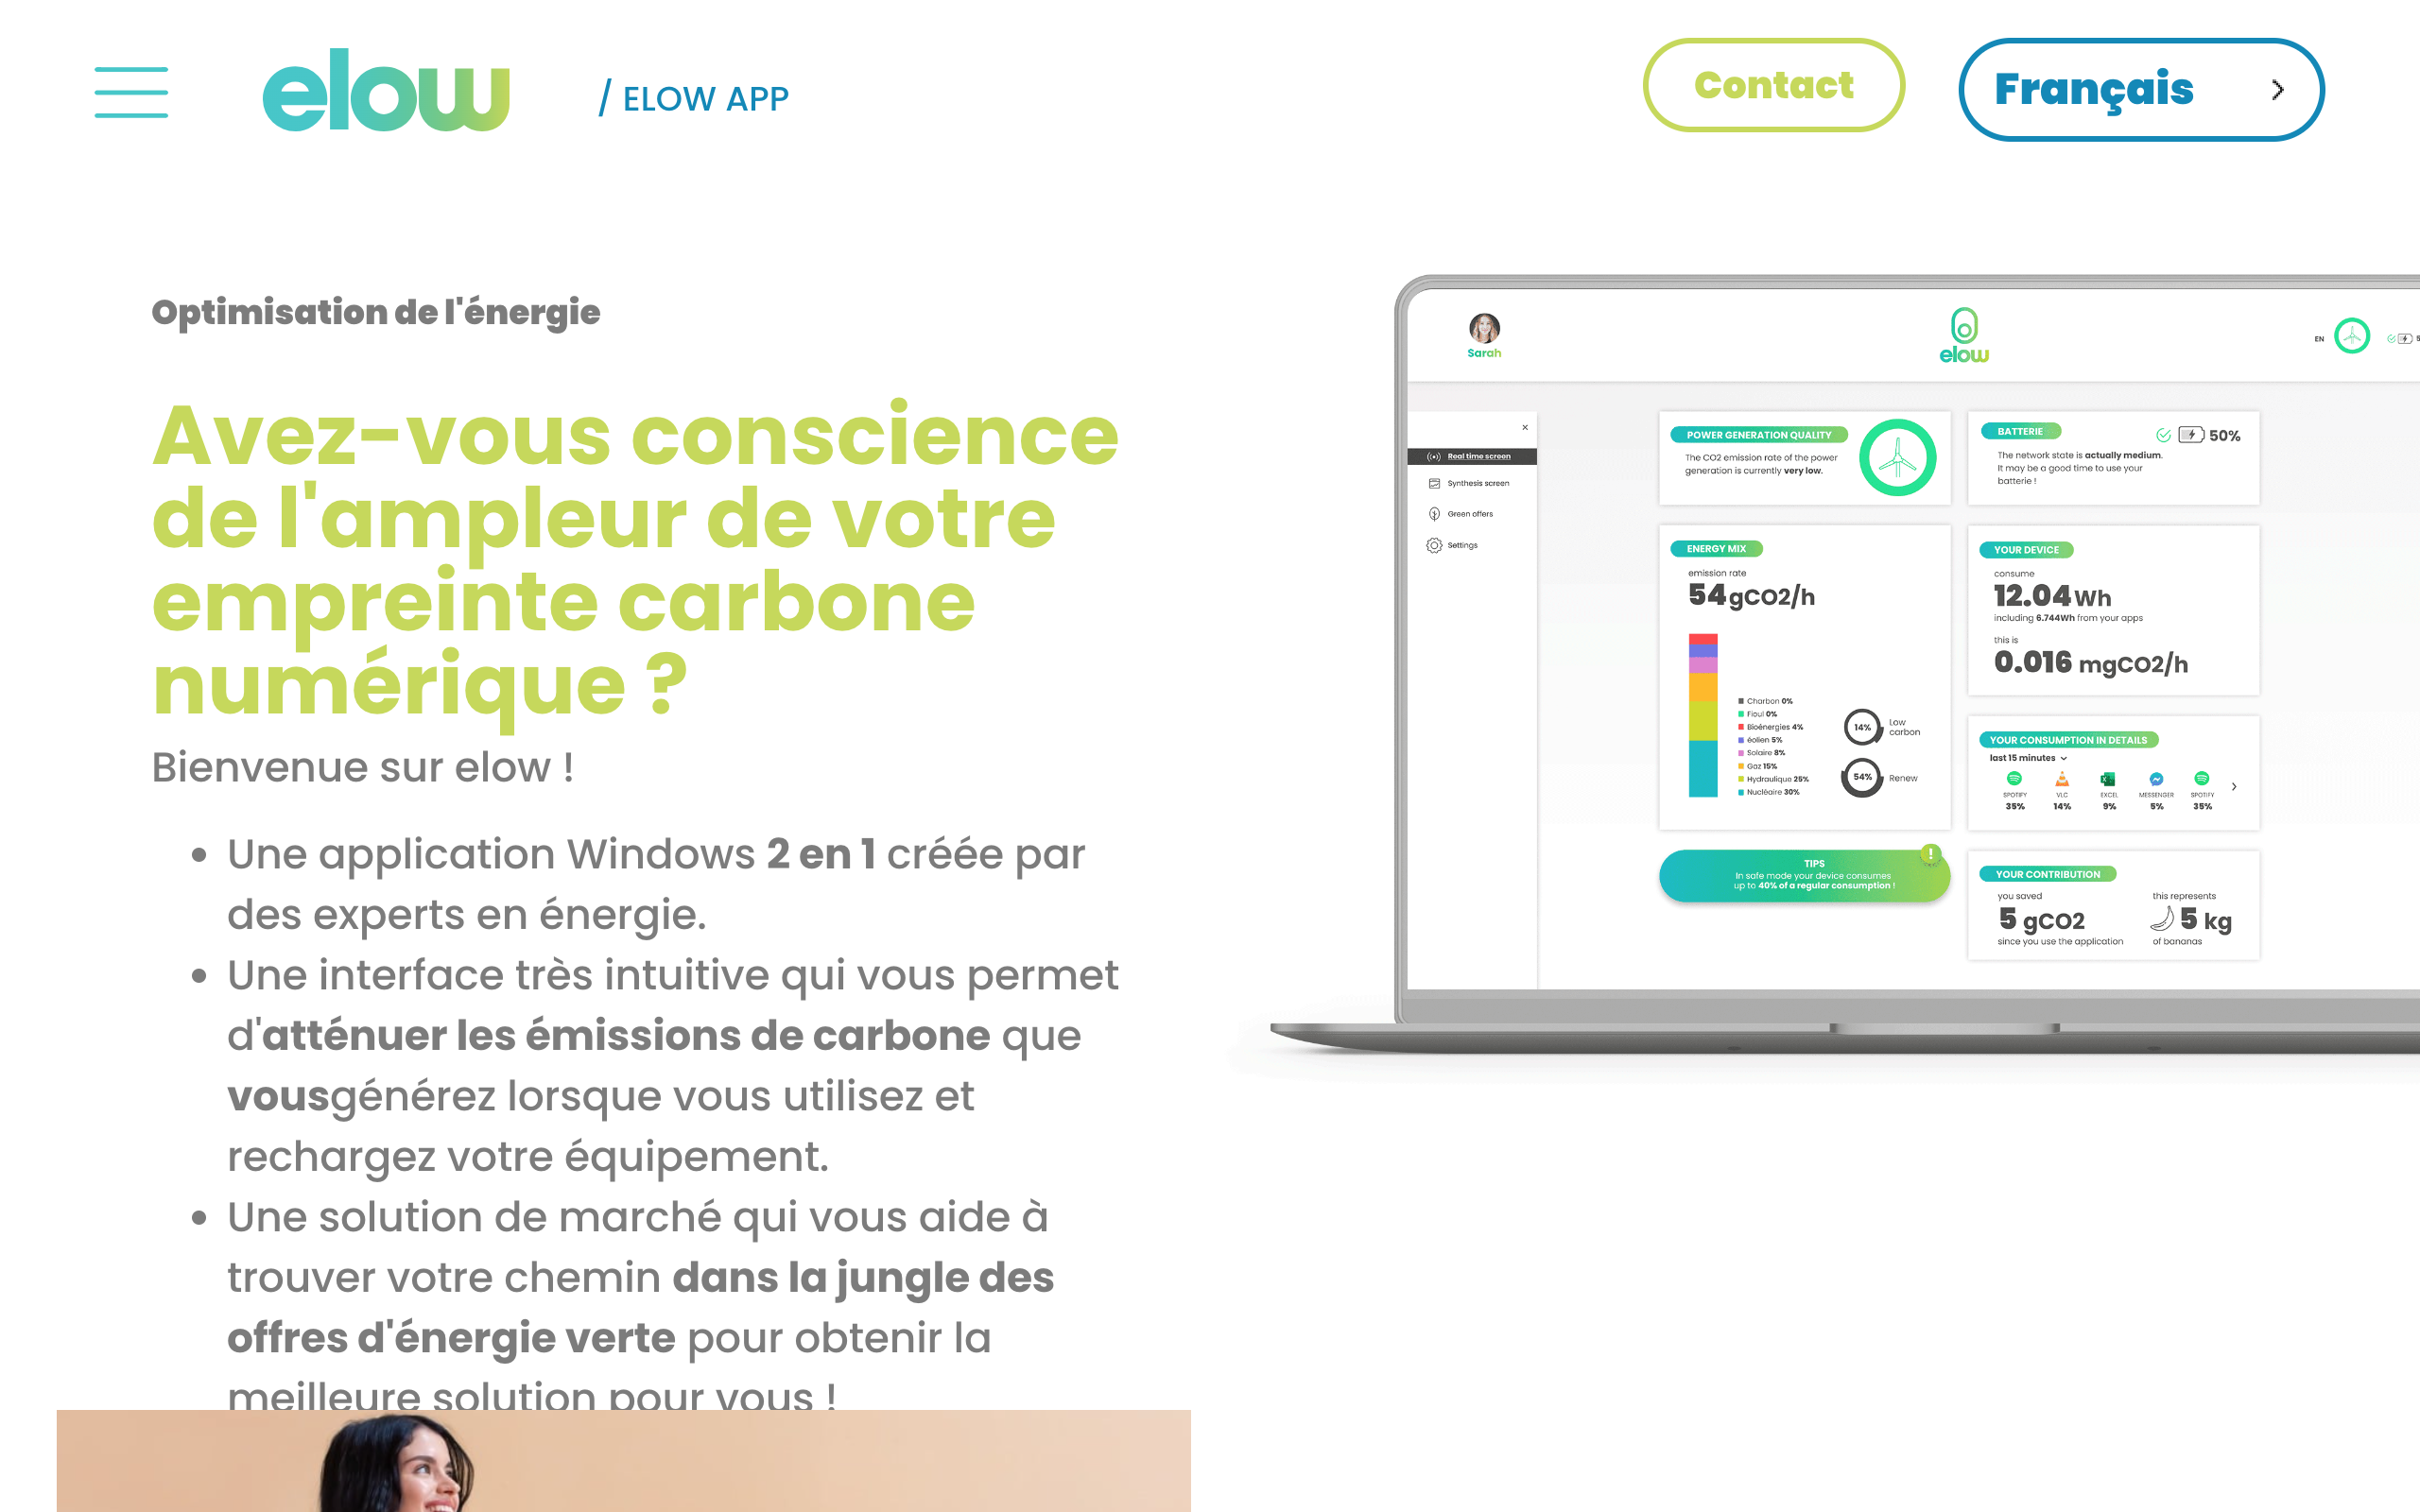 elow
/ ELOW APP
Contact
Français
Optimisation de l'énergie
Avez-vous conscience
de l'ampleur de votre
empreinte carbone
numérique ?
Bienvenue sur elow !
Une application Windows 2 en 1 créée par
des experts en énergie.
Une interface très intuitive qui vous permet
d'atténuer les émissions de carbone que
vousgénérez lorsque vous utilisez et
rechargez votre équipement.
Une solution de marché qui vous aide à
trouver votre chemin dans la jungle des
offres d'énergie verte pour obtenir la
meilleure solution pour vous !
Sarah
elow
EN
5
Real time screen
Synthesis screen
Green offers
Settings
POWER GENERATION QUALITY
The CO2 emission rate of the power
generation is currently very low.
BATTERIE
50%
The network state is actually medium.
It may be a good time to use your
batterie !
ENERGY MIX
emission rate
54gCO2/h
Charbon 0%
Fioul 0%
Bioénergies 4%
éolien 5%
Solaire 8%
Gaz 15%
Hydraulique 25%
Nucléaire 30%
14%
Low
carbon
54%
Renew
YOUR DEVICE
consume
12.04Wh
including 6.744Wh from your apps
this is
0.016 mgCO2/h
YOUR CONSUMPTION IN DETAILS
last 15 minutes
SPOTIFY VLC EXCEL MESSENGER SPOTIFY
35% 14% 9% 5% 35%
TIPS
In safe mode your device consumes
up to 40% of a regular consumption !
!
YOUR CONTRIBUTION
you saved
5 gCO2
since you use the application
this represents
5 kg
of bananas